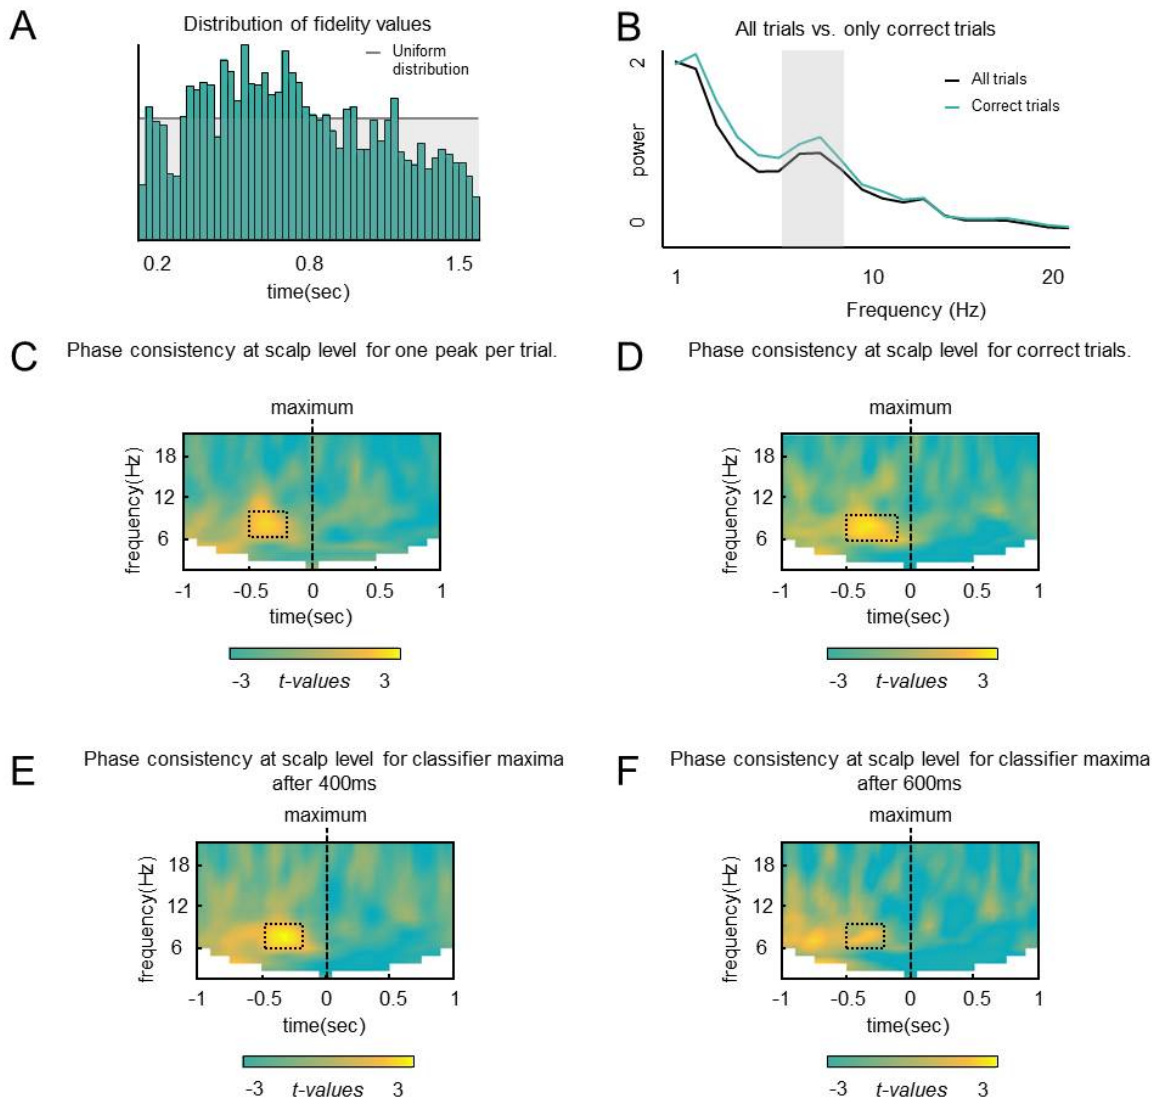 A
Distribution of fidelity values
Uniform
distribution
0.2
0.8
1.5
time(sec)
B
All trials vs. only correct trials
2
0
power
All trials
Correct trials
1
10
20
Frequency (Hz)
C
Phase consistency at scalp level for one peak per trial.
maximum
18
12
6
frequency(Hz)
-1 -0.5 0 0.5 1
time(sec)
-3 t-values 3
D
Phase consistency at scalp level for correct trials.
maximum
18
12
6
frequency(Hz)
-1 -0.5 0 0.5 1
time(sec)
-3 t-values 3
E
Phase consistency at scalp level for classifier maxima
after 400ms
maximum
18
12
6
frequency(Hz)
-1 -0.5 0 0.5 1
time(sec)
-3 t-values 3
F
Phase consistency at scalp level for classifier maxima
after 600ms
maximum
18
12
6
frequency(Hz)
-1 -0.5 0 0.5 1
time(sec)
-3 t-values 3